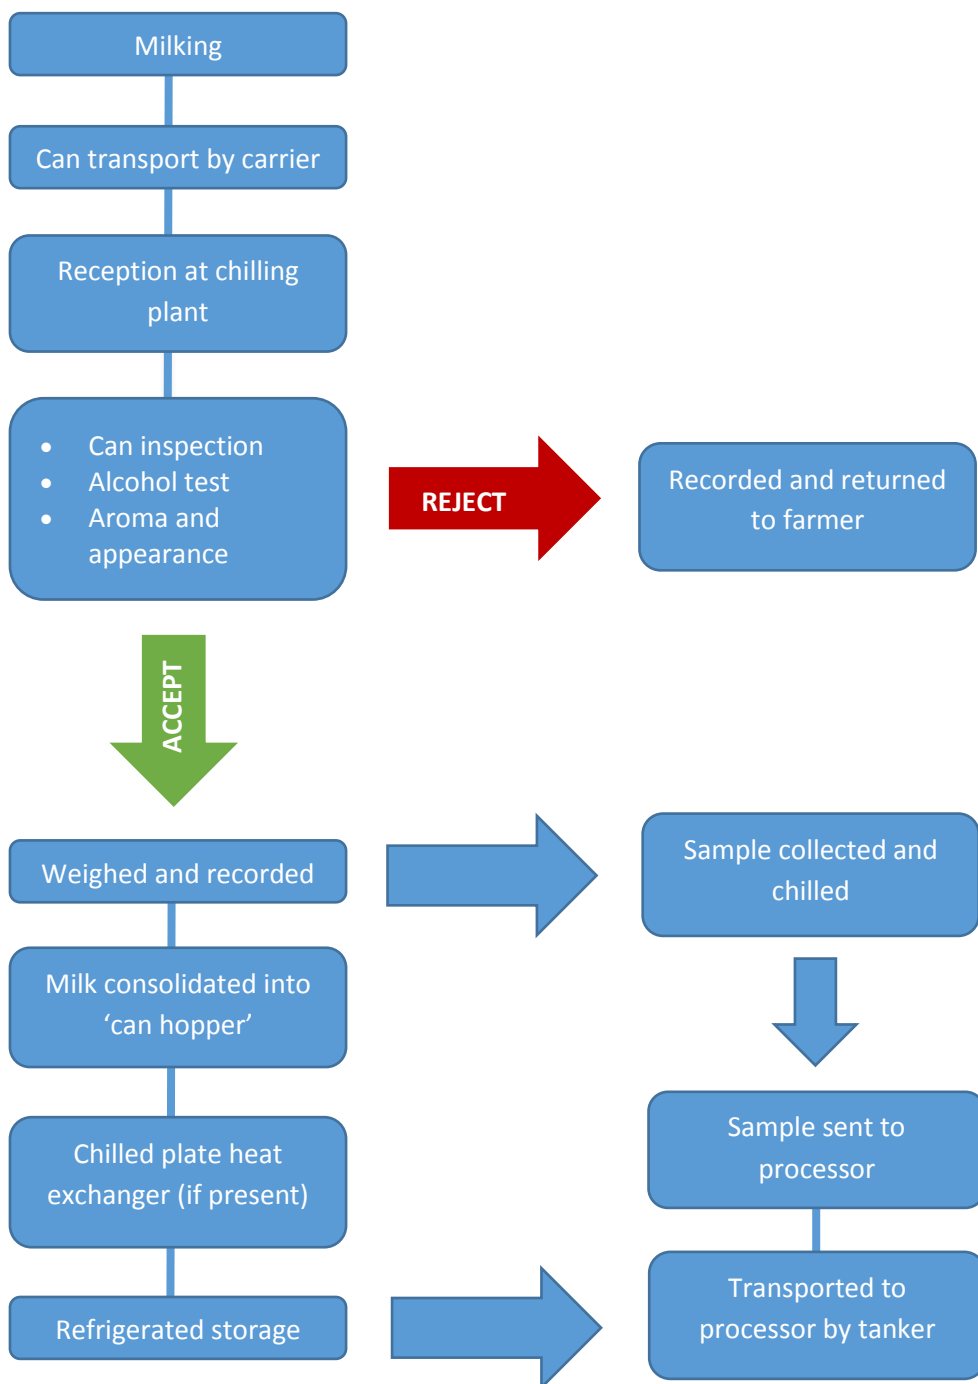 Milking
Can transport by carrier
Reception at chilling
plant
• Can inspection
• Alcohol test
• Aroma and
appearance
REJECT
Recorded and returned
to farmer
ACCEPT
Weighed and recorded
Sample collected and
chilled
Milk consolidated into
‘can hopper’
Chilled plate heat
exchanger (if present)
Sample sent to
processor
Refrigerated storage
Transported to
processor by tanker